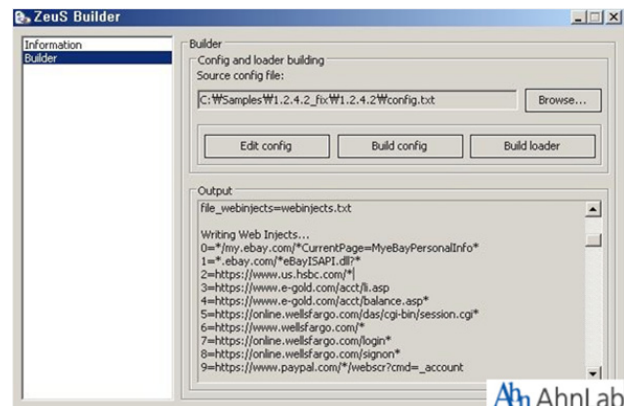 ZeuS Builder
Information
Builder
Builder
Config and loader building
Source config file:
C:₩Samples₩1.2.4.2_fix₩1.2.4.2₩config.txt
Browse...
Edit config
Build config
Build loader
Output
file_webinjects=webinjects.txt
Writing Web Injects...
0=*/my.ebay.com/*CurrentPage=MyeBayPersonalInfo*
1=*.ebay.com/*eBayISAPI.dll?*
2=https://www.us.hsbc.com/*
3=https://www.e-gold.com/acct/li.asp
4=https://www.e-gold.com/acct/balance.asp*
5=https://online.wellsfargo.com/das/cgi-bin/session.cgi*
6=https://www.wellsfargo.com/*
7=https://online.wellsfargo.com/login*
8=https://online.wellsfargo.com/signon*
9=https://www.paypal.com/*/webscr?cmd=_account
Ahn AhnLab